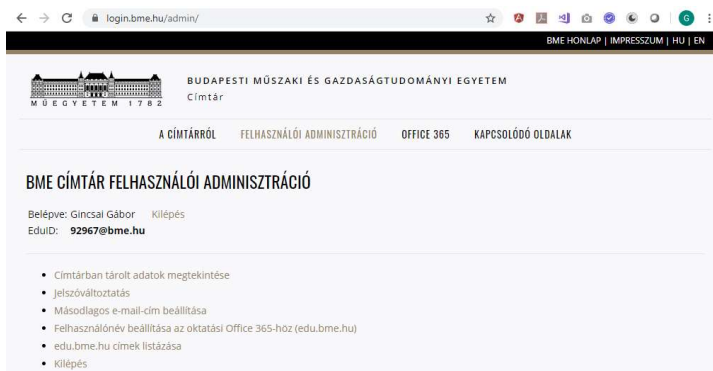 login.bme.hu/admin/
G
BME HONLAP | IMPRESSZUM | HU | EN
BUDAPESTI MŰSZAKI ÉS GAZDASÁGTUDOMÁNYI EGYETEM
Címtár
MŰEGYETEM 1782
A CÍMTÁRRÓL FELHASZNÁLÓI ADMINISZTRÁCIÓ OFFICE 365 KAPCSOLÓDÓ OLDALAK
BME CÍMTÁR FELHASZNÁLÓI ADMINISZTRÁCIÓ
Belépve: Gincsai Gábor Kilépés
EduID: 92967@bme.hu
• Címtárban tárolt adatok megtekintése
• Jelszóváltoztatás
• Másodlagos e-mail-cím beállítása
• Felhasználónév beállítása az oktatási Office 365-höz (edu.bme.hu)
• edu.bme.hu címek listázása
• Kilépés